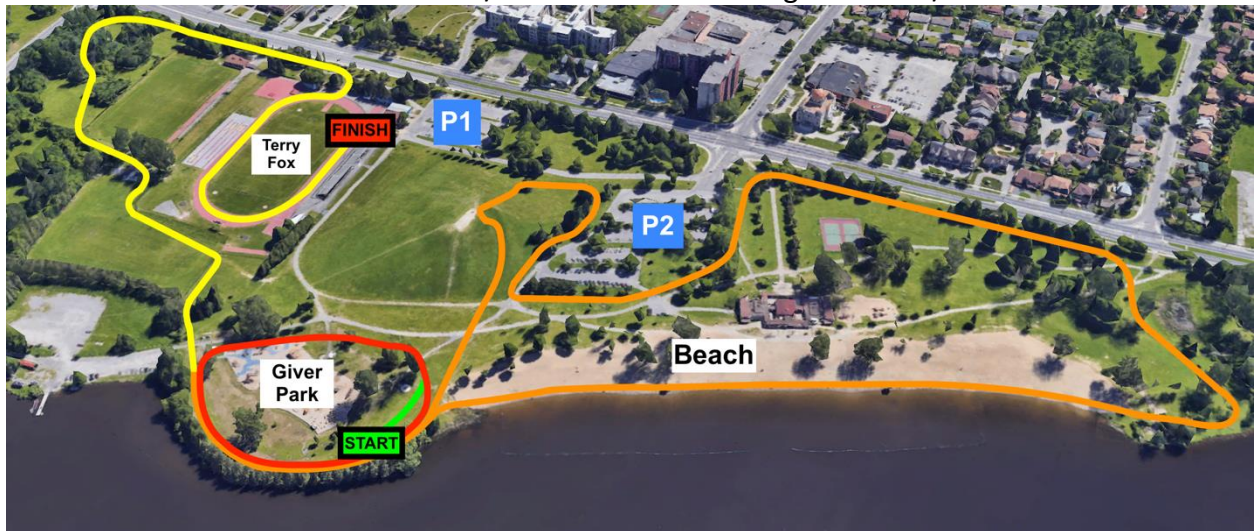 P1
FINISH
Terry
Fox
P2
Beach
Giver
Park
START